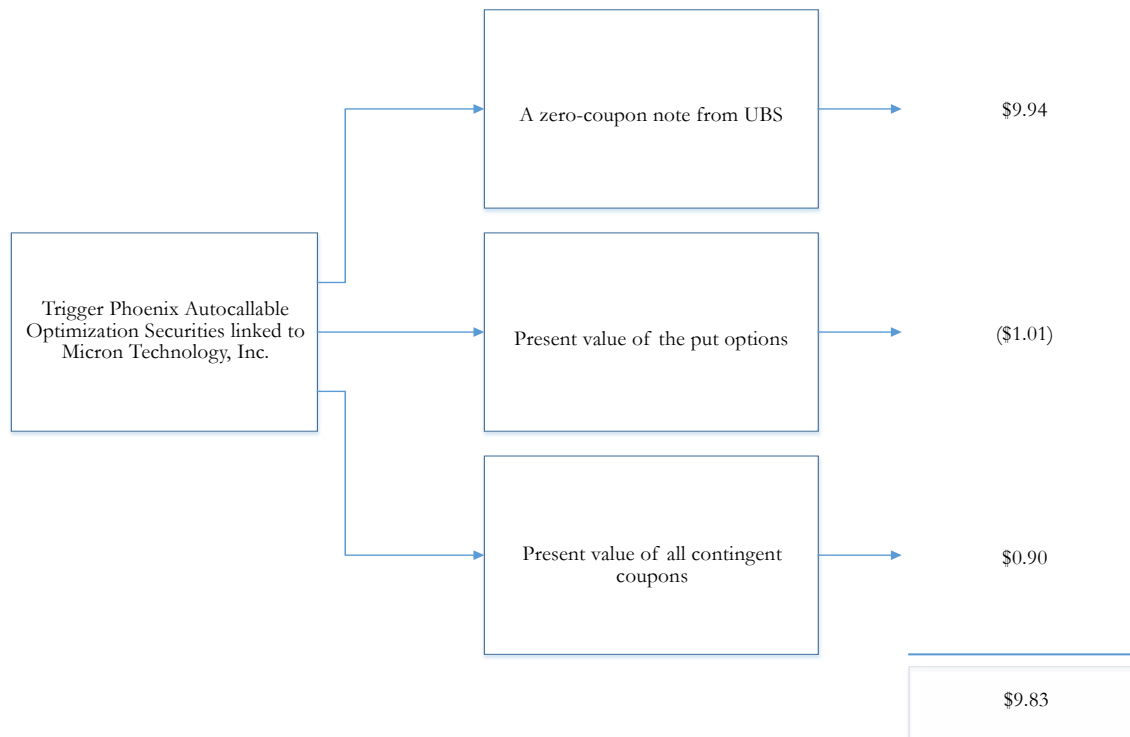 A zero-coupon note from UBS
$9.94
Trigger Phoenix Autocallable
Optimization Securities linked to
Micron Technology, Inc.
Present value of the put options
($1.01)
Present value of all contingent
coupons
$0.90
$9.83